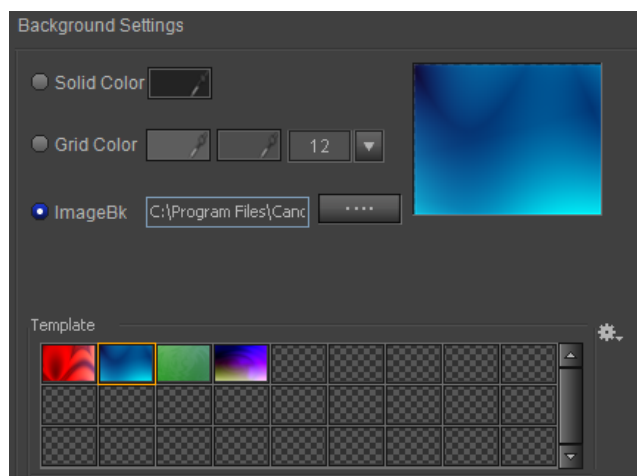 Background Settings
Solid Color
Grid Color 12
ImageBk C:\Program Files\Canc ....
Template